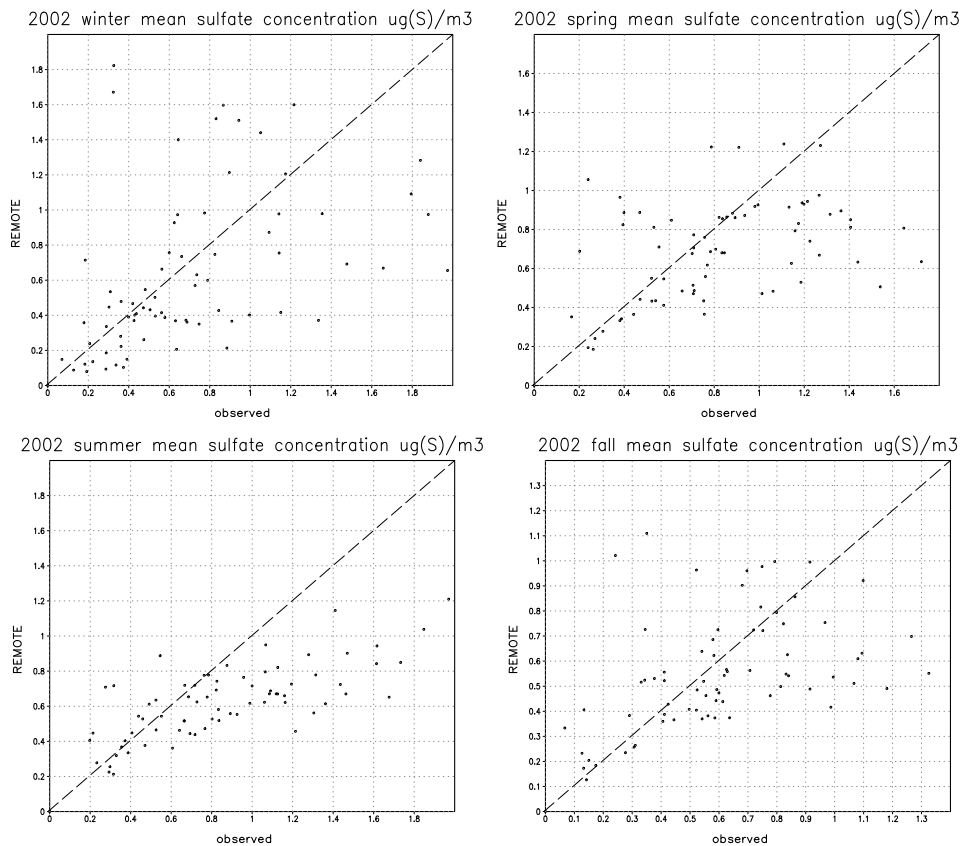 2002 winter mean sulfate concentration ug(S)/m3
2002 spring mean sulfate concentration ug(S)/m3
REMOTE
1.8
1.6
1.4
1.2
1
0.8
0.6
0.4
0.2
0
0 0.2 0.4 0.6 0.8 1 1.2 1.4 1.6 1.8
observed
REMOTE
1.6
1.4
1.2
1
0.8
0.6
0.4
0.2
0
0 0.2 0.4 0.6 0.8 1 1.2 1.4 1.6
observed
2002 summer mean sulfate concentration ug(S)/m3
2002 fall mean sulfate concentration ug(S)/m3
REMOTE
1.8
1.6
1.4
1.2
1
0.8
0.6
0.4
0.2
0
0 0.2 0.4 0.6 0.8 1 1.2 1.4 1.6 1.8
observed
REMOTE
1.3
1.2
1.1
1
0.9
0.8
0.7
0.6
0.5
0.4
0.3
0.2
0.1
0
0 0.1 0.2 0.3 0.4 0.5 0.6 0.7 0.8 0.9 1 1.1 1.2 1.3
observed